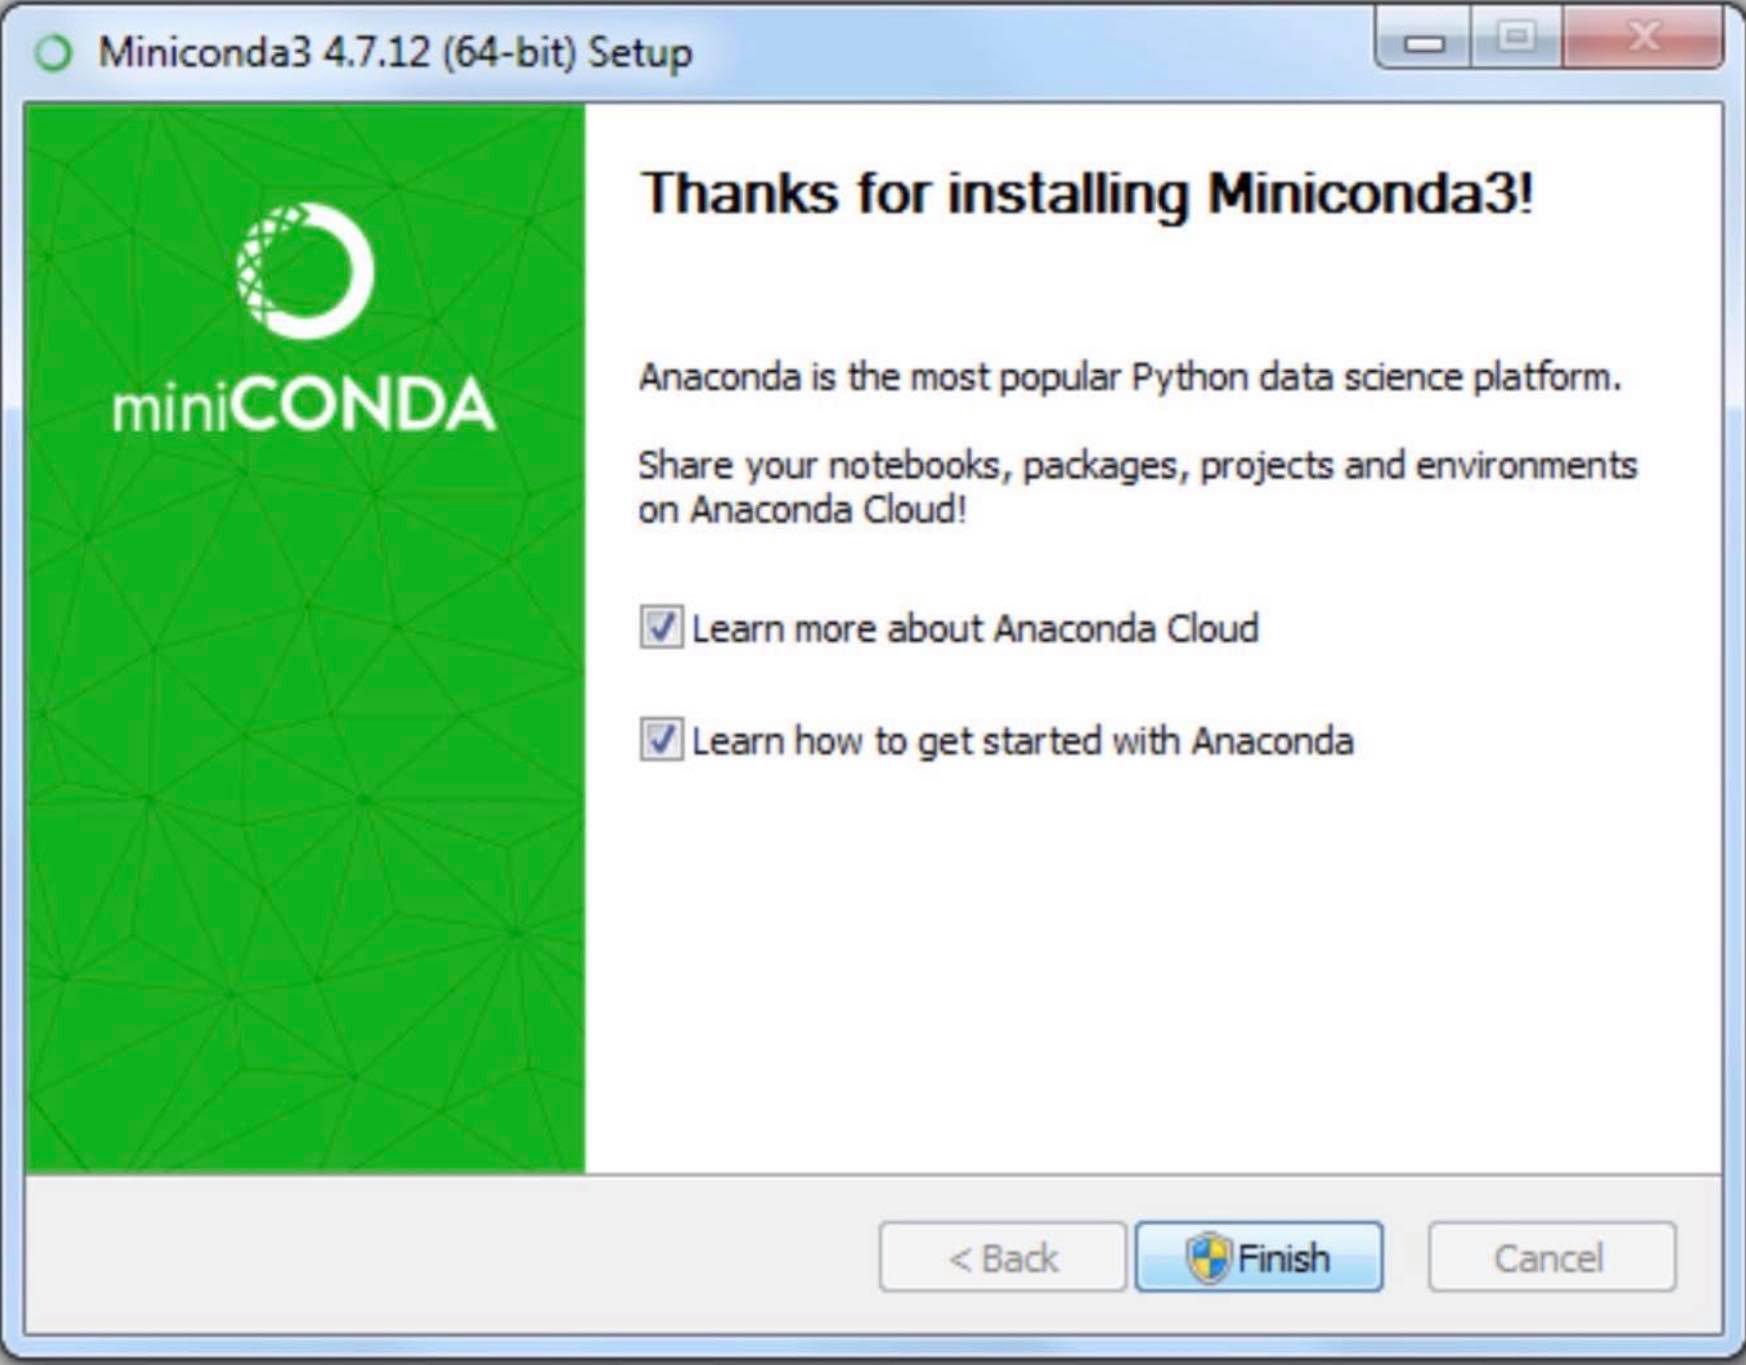 Miniconda3 4.7.12 (64-bit) Setup
miniCONDA
Thanks for installing Miniconda3!
Anaconda is the most popular Python data science platform.
Share your notebooks, packages, projects and environments
on Anaconda Cloud!
Learn more about Anaconda Cloud
Learn how to get started with Anaconda
< Back
Finish
Cancel